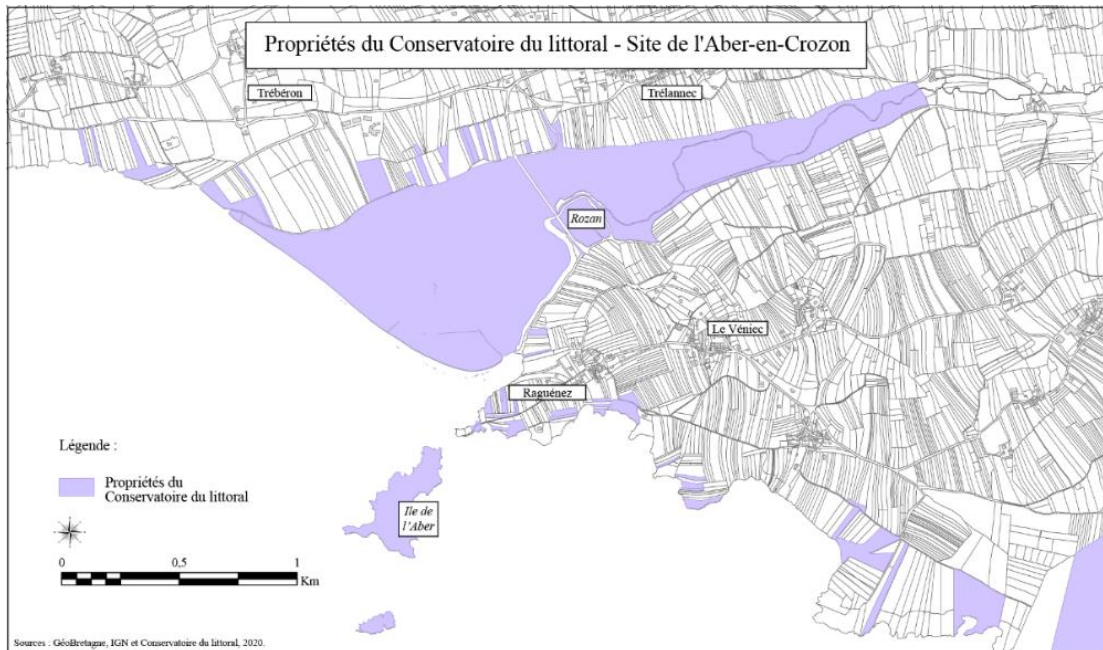 Propriétés du Conservatoire du littoral - Site de l'Aber-en-Crozon
Trébéron
Trélannec
Rozan
Le Véniec
Raguénez
Légende :
Propriétés du
Conservatoire du littoral
Ile de
l'Aber
0
0,5
1
Km
Sources : GéoBretagne, IGN et Conservatoire du littoral, 2020.